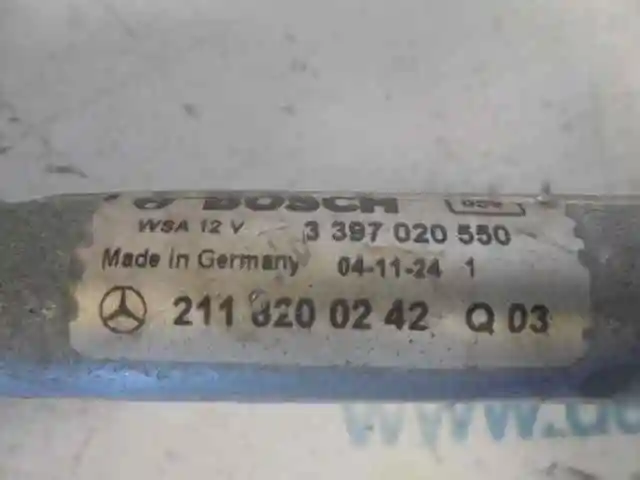 BOSCH
WSA 12 V 3 397 020 550
Made in Germany 04-11-24 1
211 820 02 42 Q 03
www.